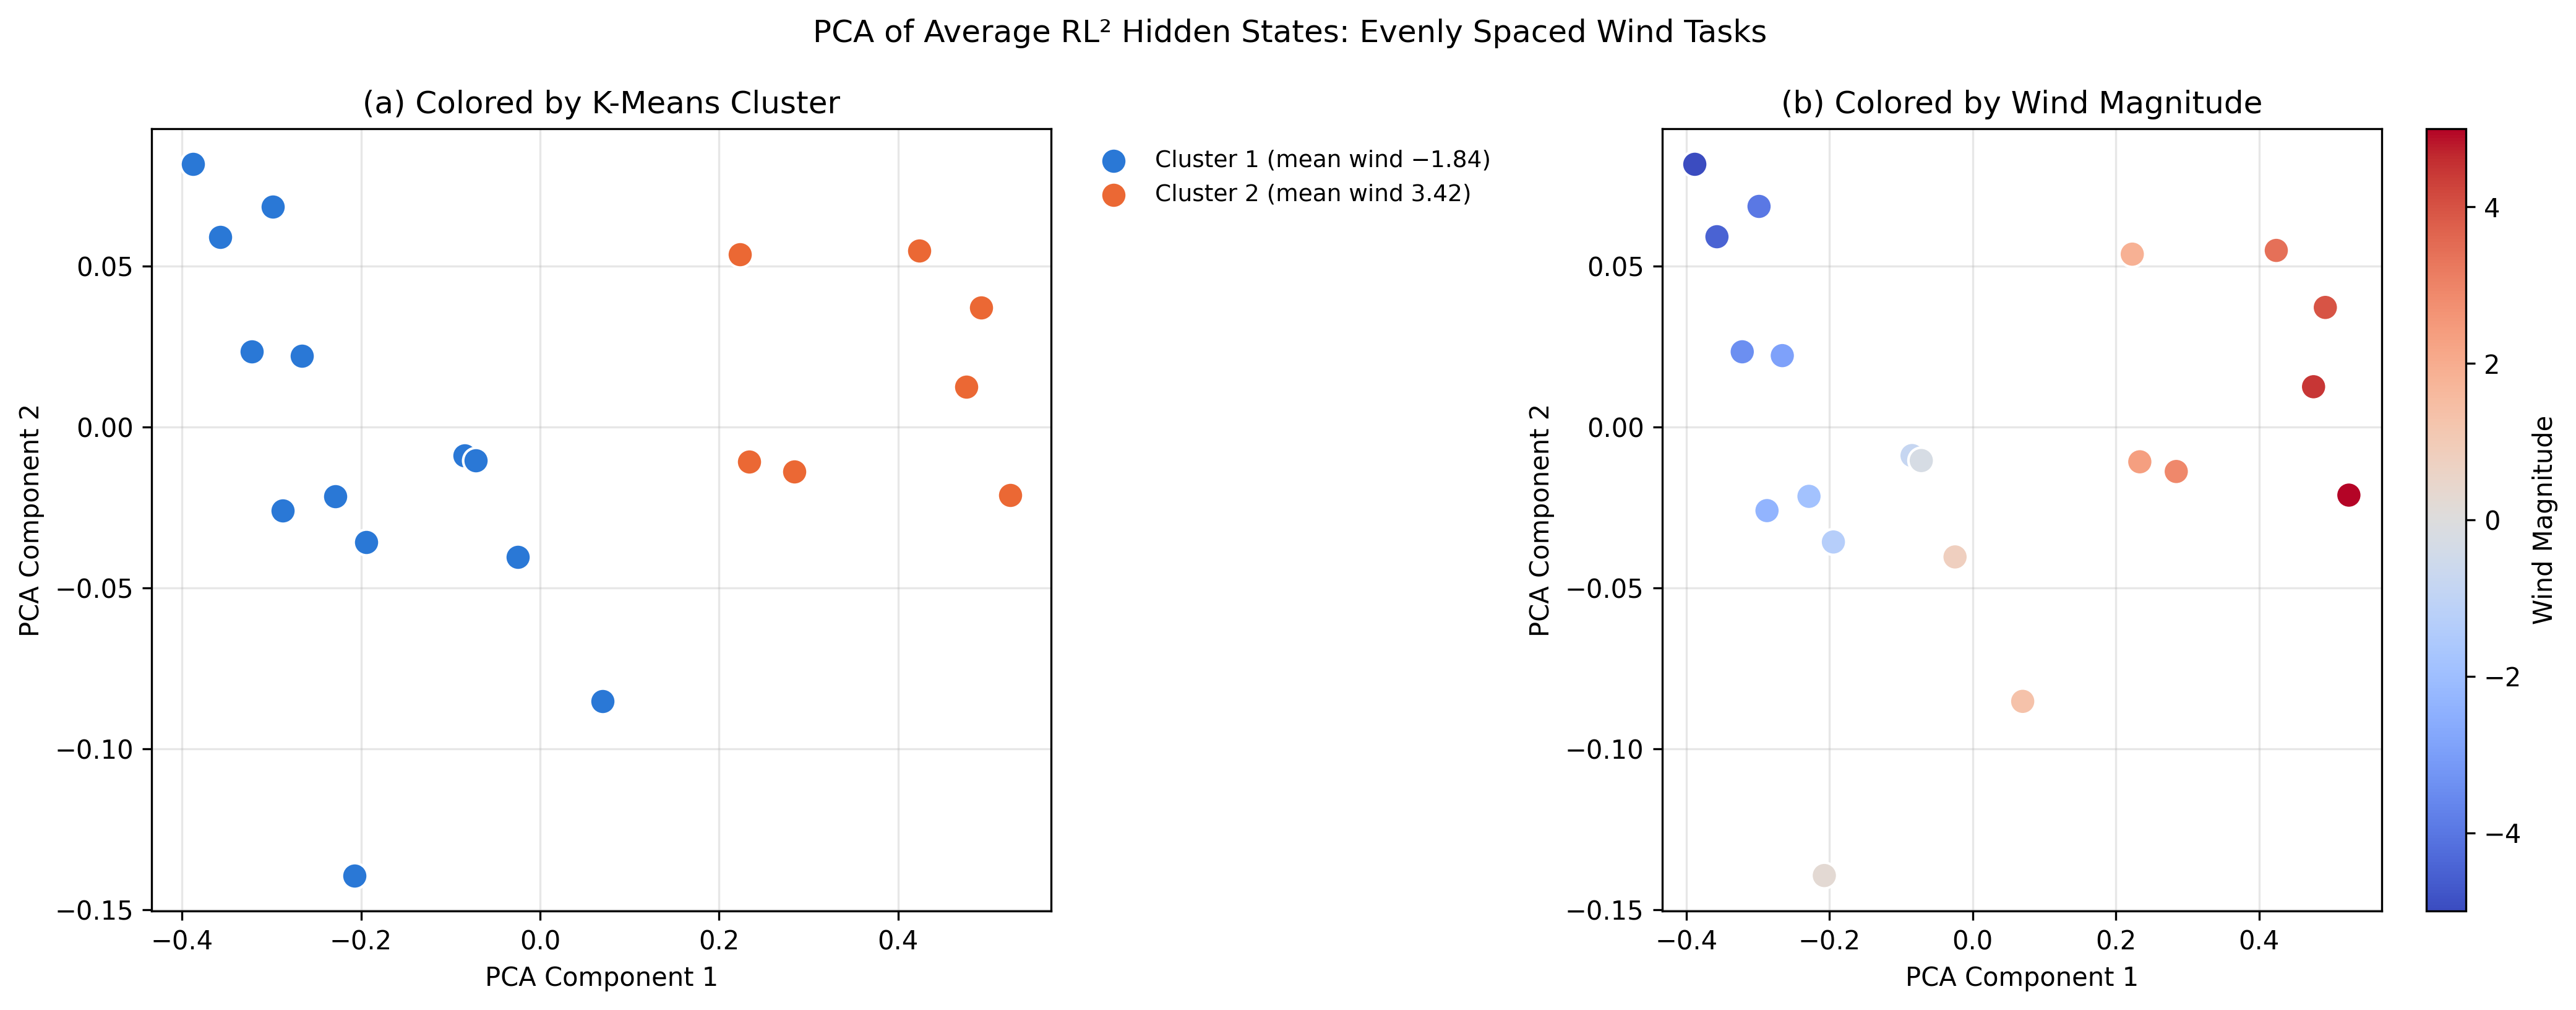 PCA of Average RL² Hidden States: Evenly Spaced Wind Tasks
(a) Colored by K-Means Cluster
PCA Component 2
0.05
0.00
−0.05
−0.10
−0.15
−0.4
−0.2
0.0
0.2
0.4
PCA Component 1
Cluster 1 (mean wind −1.84)
Cluster 2 (mean wind 3.42)
(b) Colored by Wind Magnitude
PCA Component 2
0.05
0.00
−0.05
−0.10
−0.15
−0.4
−0.2
0.0
0.2
0.4
PCA Component 1
4
2
0
−2
−4
Wind Magnitude